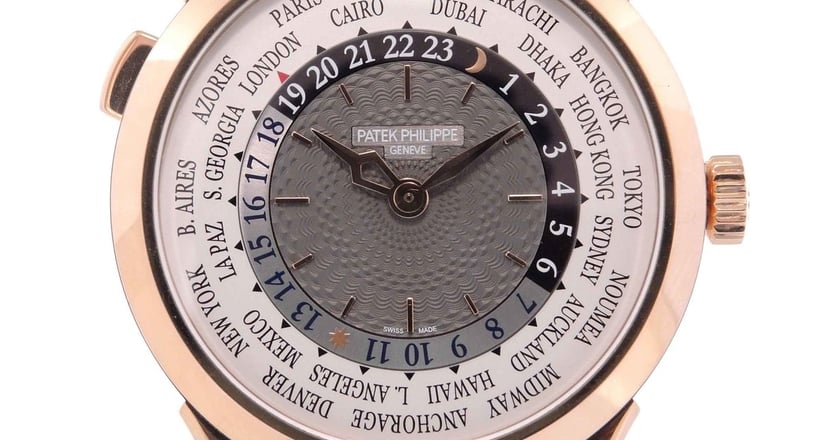 PARIS
CAIRO
DUBAI
KARACHI
DHAKA
BANGKOK
HONG KONG
TOKYO
SYDNEY
NOUMEA
AUCKLAND
MIDWAY
HAWAII
ANCHORAGE
L. ANGELES
DENVER
MEXICO
NEW YORK
LA PAZ
B. AIRES
S. GEORGIA
AZORES
LONDON
1 2 3 4 5 6 7 8 9 10 11 13 14 15 16 17 18 19 20 21 22 23
PATEK PHILIPPE
GENEVE
SWISS MADE